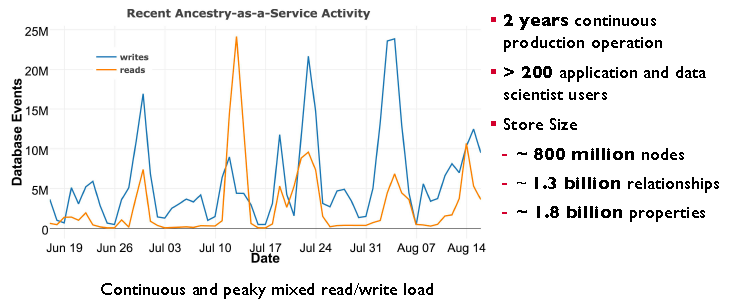 Recent Ancestry-as-a-Service Activity
25M
20M
15M
10M
5M
0
Database Events
writes
reads
Jun 19 Jun 26 Jul 03 Jul 10 Jul 17 Jul 24 Jul 31 Aug 07 Aug 14
Date
Continuous and peaky mixed read/write load
▪ 2 years continuous
production operation
▪ > 200 application and data
scientist users
▪ Store Size
- ~ 800 million nodes
- ~ 1.3 billion relationships
- ~ 1.8 billion properties